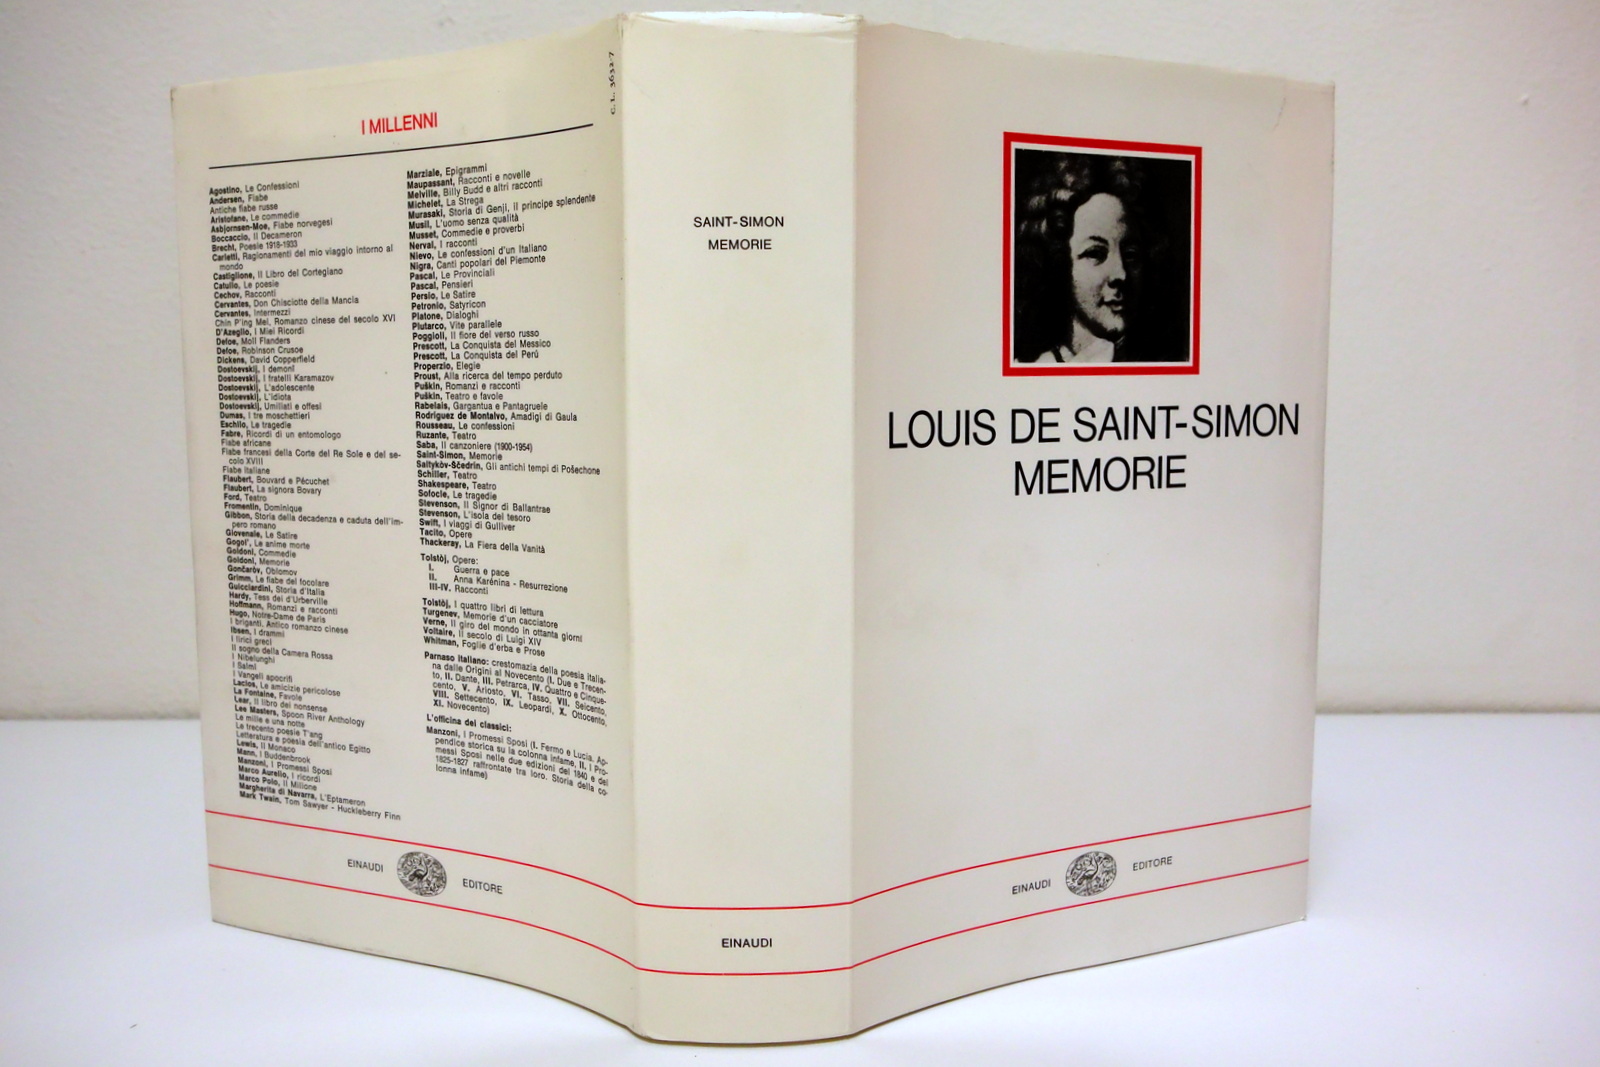 I MILLENNI
Agostino, Le Confessioni
Andersen, Fiabe
Antiche fiabe russe
Aristofane, Le commedie
Asbjornsen-Moe, Fiabe norvegesi
Boccaccio, Il Decameron
Brecht, Poesie 1918-1933
Carletti, Ragionamenti del mio viaggio intorno al
mondo
Castiglione, Il Libro del Cortegiano
Catullo, Le poesie
Cechov, Racconti
Cervantes, Don Chisciotte della Mancia
Cervantes, Intermezzi
Chin P'ing Mei, Romanzo cinese del secolo XVI
D'Azeglio, I Miei Ricordi
Defoe, Moll Flanders
Defoe, Robinson Crusoe
Dickens, David Copperfield
Dostoevskij, I demoni
Dostoevskij, I fratelli Karamazov
Dostoevskij, L'adolescente
Dostoevskij, L'idiota
Dostoevskij, Umiliati e offesi
Dumas, I tre moschettieri
Eschilo, Le tragedie
Fabre, Ricordi di un entomologo
Fiabe africane
Fiabe francesi della Corte del Re Sole e del se-
colo XVIII
Fiabe Italiane
Flaubert, Bouvard e Pécuchet
Flaubert, La signora Bovary
Ford, Teatro
Fromentin, Dominique
Gibbon, Storia della decadenza e caduta dell'im-
pero romano
Giovenale, Le Satire
Gogol', Le anime morte
Goldoni, Commedie
Goldoni, Memorie
Gončaròv, Oblomov
Grimm, Le fiabe del focolare
Guicciardini, Storia d'Italia
Hardy, Tess dei d'Urberville
Hoffmann, Romanzi e racconti
Hugo, Notre-Dame de Paris
I briganti. Antico romanzo cinese
Ibsen, I drammi
I lirici greci
Il sogno della Camera Rossa
I Nibelunghi
I Salmi
I Vangeli apocrifi
Laclos, Le amicizie pericolose
La Fontaine, Favole
Lear, Il libro dei nonsense
Lee Masters, Spoon River Anthology
Le mille e una notte
Le trecento poesie T'ang
Letteratura e poesia dell'antico Egitto
Lewis, Il Monaco
Mann, I Buddenbrook
Manzoni, I Promessi Sposi
Marco Aurelio, I ricordi
Marco Polo, Il Milione
Margherita di Navarra, L'Eptameron
Mark Twain, Tom Sawyer - Huckleberry Finn
Marziale, Epigrammi
Maupassant, Racconti e novelle
Melville, Billy Budd e altri racconti
Michelet, La Strega
Murasaki, Storia di Genji, il principe splendente
Musil, L'uomo senza qualità
Musset, Commedie e proverbi
Nerval, I racconti
Nievo, Le confessioni d'un Italiano
Nigra, Canti popolari del Piemonte
Pascal, Le Provinciali
Pascal, Pensieri
Persio, Le Satire
Petronio, Satyricon
Platone, Dialoghi
Plutarco, Vite parallele
Poggioli, Il fiore del verso russo
Prescott, La Conquista del Messico
Prescott, La Conquista del Perù
Properzio, Elegie
Proust, Alla ricerca del tempo perduto
Puškin, Romanzi e racconti
Puškin, Teatro e favole
Rabelais, Gargantua e Pantagruele
Rodriguez de Montalvo, Amadigi di Gaula
Rousseau, Le confessioni
Ruzante, Teatro
Saba, Il canzoniere (1900-1954)
Saint-Simon, Memorie
Saltykòv-Sčedrin, Gli antichi tempi di Pošechone
Schiller, Teatro
Shakespeare, Teatro
Sofocle, Le tragedie
Stevenson, Il Signor di Ballantrae
Stevenson, L'isola del tesoro
Swift, I viaggi di Gulliver
Tacito, Opere
Thackeray, La Fiera della Vanità
Tolstòj, Opere:
I. Guerra e pace
II. Anna Karénina - Resurrezione
III-IV. Racconti
Tolstòj, I quattro libri di lettura
Turgenev, Memorie d'un cacciatore
Verne, Il giro del mondo in ottanta giorni
Voltaire, Il secolo di Luigi XIV
Whitman, Foglie d'erba e Prose
Parnaso italiano: crestomazia della poesia italia-
na dalle Origini al Novecento (I. Due e Trecen-
to, II. Dante, III. Petrarca, IV. Quattro e Cinque-
cento, V. Ariosto, VI. Tasso, VII. Seicento,
VIII. Settecento, IX. Leopardi, X. Ottocento,
XI. Novecento)
L'officina dei classici:
Manzoni, I Promessi Sposi (I. Fermo e Lucia. Ap-
pendice storica su la colonna infame, II. I Pro-
messi Sposi nelle due edizioni del 1840 e del
1825-1827 raffrontate tra loro. Storia della co-
lonna infame)
EINAUDI EDITORE
C. L. 3632-7
SAINT-SIMON
MEMORIE
EINAUDI
LOUIS DE SAINT-SIMON
MEMORIE
EINAUDI EDITORE